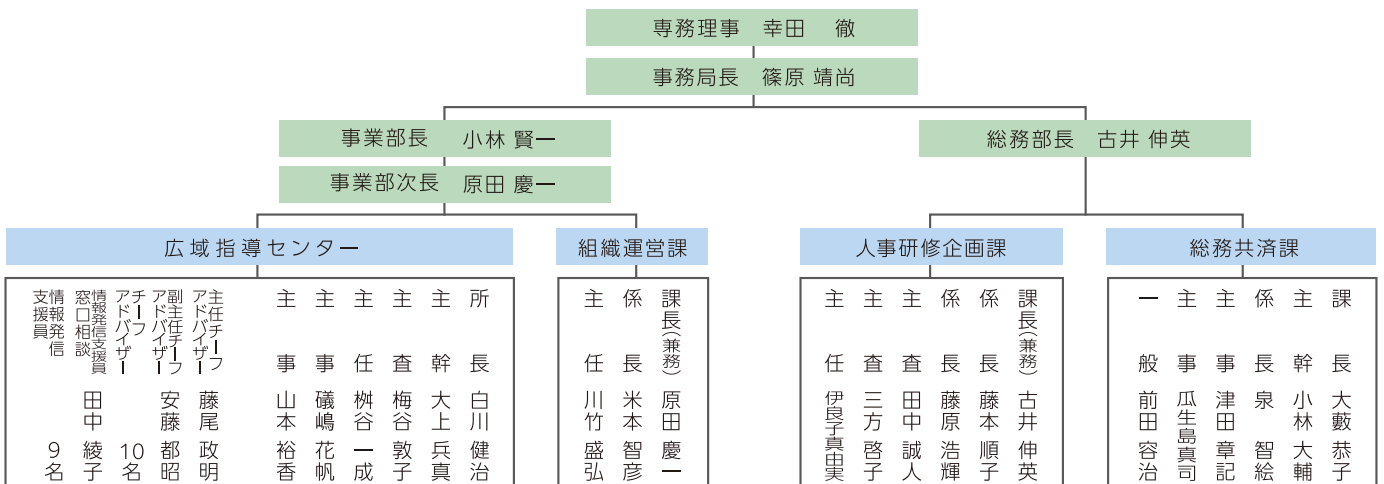 専務理事 幸田 徹
事務局長 篠原 靖尚
事業部長 小林 賢一
総務部長 古井 伸英
事業部次長 原田 慶一
広域指導センター
組織運営課
人事研修企画課
総務共済課
所長 白川 健治
主幹 大上 兵真
主査 梅谷 敦子
主任 桝谷 一成
主事 礒嶋 花帆
主事 山本 裕香
主任チーフアドバイザー 藤尾 政明
副主任チーフアドバイザー 安藤 都昭
チーフアドバイザー 10名
情報発信支援員窓口相談 田中 綾子
情報発信支援員 9名
課長(兼務) 原田 慶一
係長 米本 智彦
主任 川竹 盛弘
課長(兼務) 古井 伸英
係長 藤本 順子
係長 藤原 浩輝
主査 田中 誠人
主査 三方 啓子
主任 伊良子真由実
課長 大藪 恭子
主幹 小林 大輔
係長 泉 智絵
主事 津田 章記
主事 瓜生島真司
一般 前田 容治